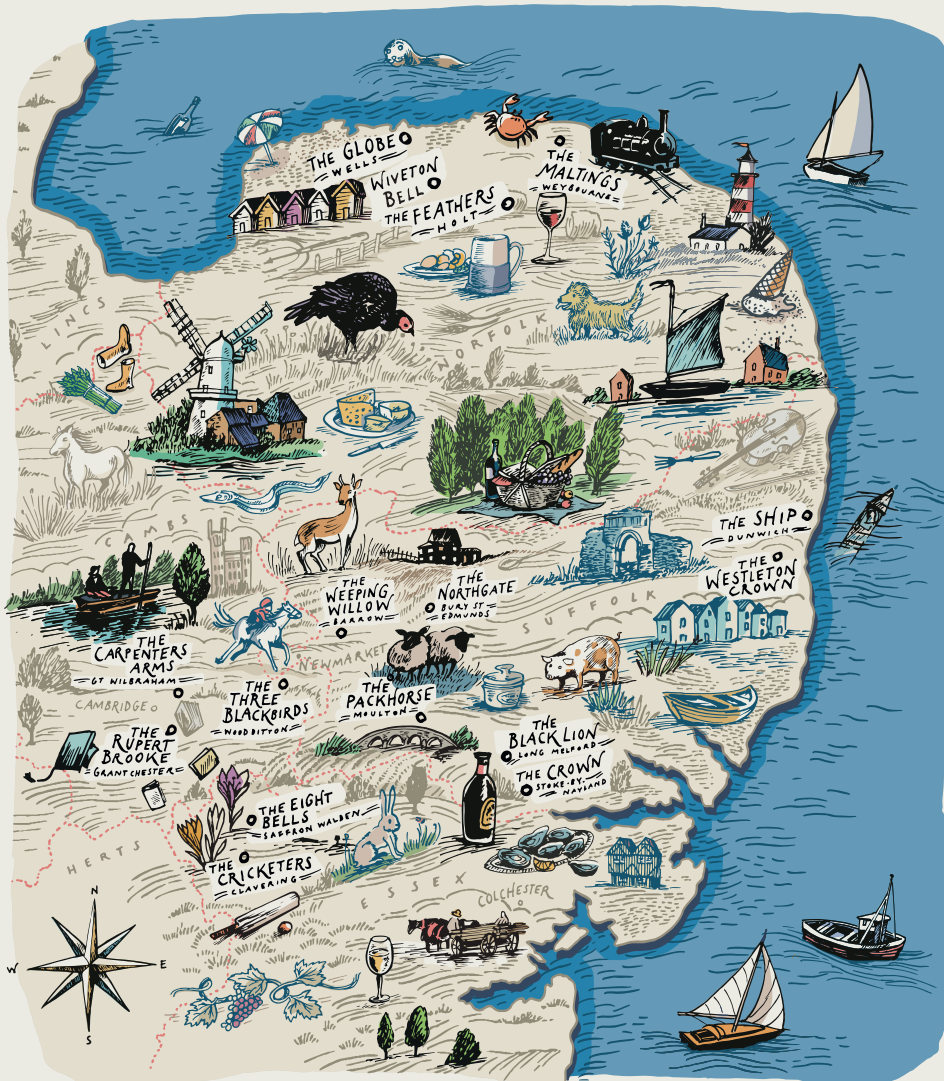 THE GLOBE
WELLS
WIVETON
BELL
THE FEATHERS
HOLT
THE
MALTINGS
WEYBOURNE
LINCS
NORFOLK
CAMBS
THE SHIP
DUNWICH
THE
WESTLETON
CROWN
THE
WEEPING
WILLOW
BARROW
THE
NORTHGATE
BURY ST
EDMUNDS
SUFFOLK
THE
CARPENTERS
ARMS
GT WILBRAHAM
NEWMARKET
THE
THREE
BLACKBIRDS
WOODDITTON
THE
PACKHORSE
MOULTON
CAMBRIDGE
THE
RUPERT
BROOKE
GRANTCHESTER
THE
BLACK LION
LONG MELFORD
THE CROWN
STOKE-BY-
NAYLAND
THE EIGHT
BELLS
SAFFRON WALDEN
THE
CRICKETERS
CLAVERING
HERTS
ESSEX
COLCHESTER
N
W
E
S